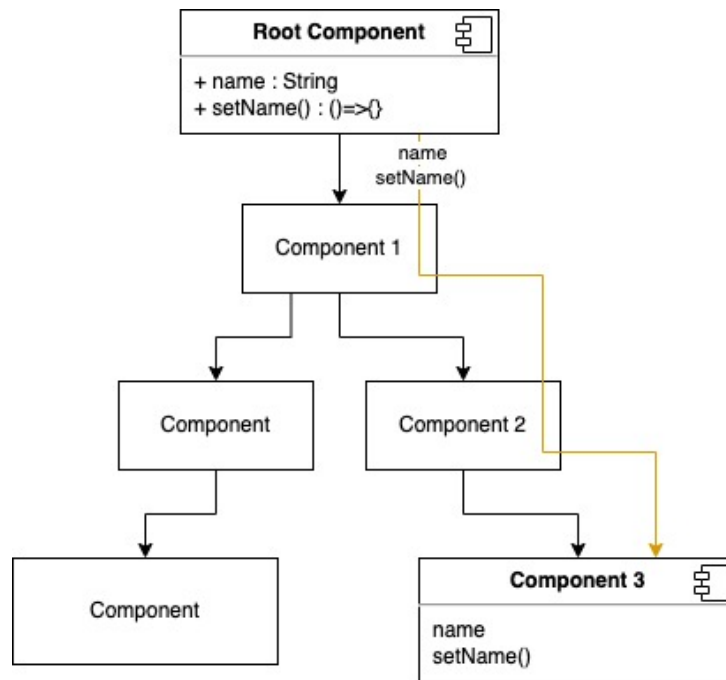 Root Component
+ name : String
+ setName() : ()=>{}
name
setName()
Component 1
Component
Component 2
Component
Component 3
name
setName()